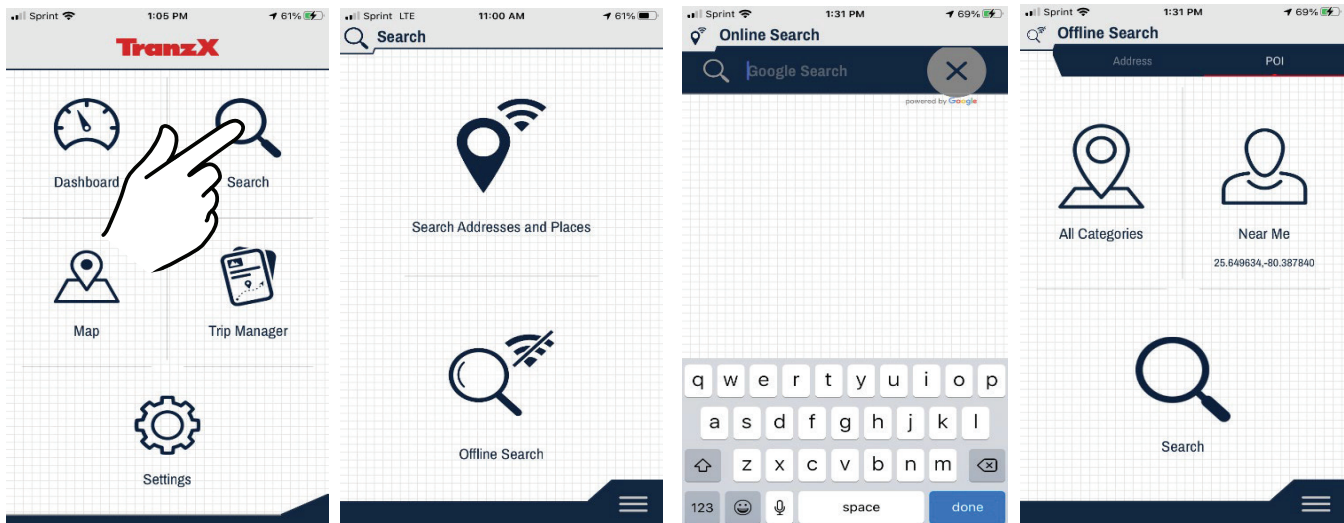 Sprint 1:05 PM 61%
TranzX
Dashboard Search
Map Trip Manager
Settings
Sprint LTE 11:00 AM 61%
Search
Search Addresses and Places
Offline Search
Sprint 1:31 PM 69%
Online Search
Google Search
powered by Google
q w e r t y u i o p
a s d f g h j k l
z x c v b n m
123 space done
Sprint 1:31 PM 69%
Offline Search
Address POI
All Categories Near Me
25.649634,-80.387840
Search